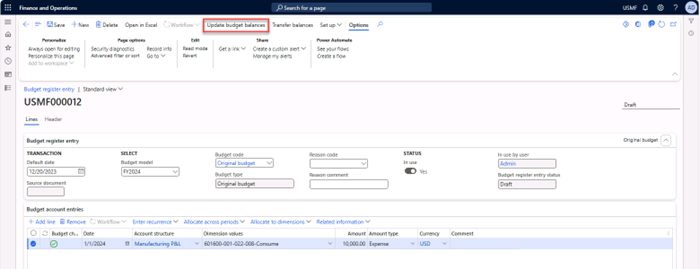 Finance and Operations
Search for a page
USMF
Save
New
Delete
Open in Excel
Workflow
Update budget balances
Transfer balances
Set up
Options
Personalize
Page options
Edit
Share
Power Automate
Always open for editing
Security diagnostics
Record info
Read mode
Get a link
Create a custom alert
See your flows
Personalize this page
Advanced filter or sort
Go to
Revert
Manage my alerts
Create a flow
Add to workspace
Budget register entry
Standard view
USMF000012
Draft
Lines
Header
Budget register entry
Original budget
TRANSACTION
SELECT
Budget code
Reason code
STATUS
In use by user
Default date
Budget model
Original budget
In use
Admin
12/20/2023
FY2024
Budget type
Reason comment
Yes
Budget register entry status
Source document
Original budget
Draft
Budget account entries
Add line
Remove
Workflow
Enter recurrence
Allocate across periods
Allocate to dimensions
Related information
Budget ch...
Date
Account structure
Dimension values
Amount
Amount type
Currency
Comment
1/1/2024
Manufacturing P&L
601600-001-022-008-Consume
10,000.00
Expense
USD